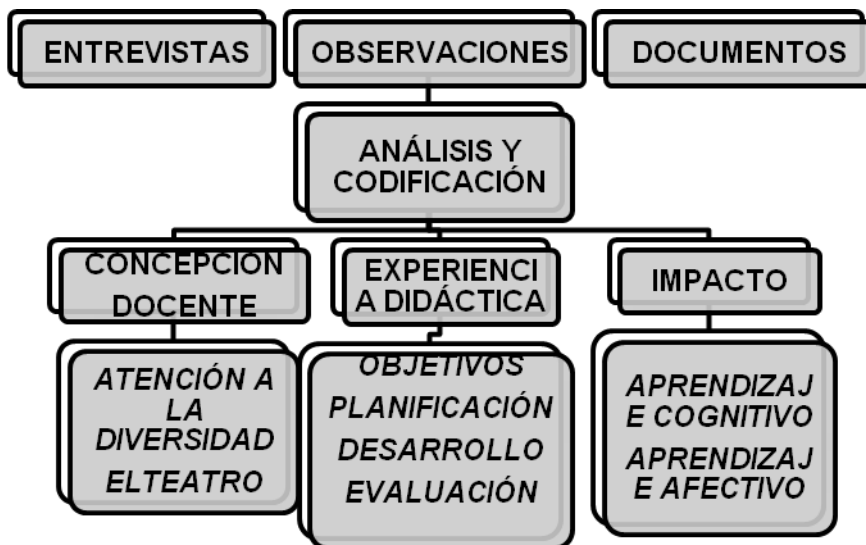 ENTREVISTAS
OBSERVACIONES
DOCUMENTOS
ANÁLISIS Y
CODIFICACIÓN
CONCEPCION
DOCENTE
EXPERIENCI
A DIDÁCTICA
IMPACTO
ATENCIÓN A
LA
DIVERSIDAD
ELTEATRO
OBJETIVOS
PLANIFICACIÓN
DESARROLLO
EVALUACIÓN
APRENDIZAJ
E COGNITIVO
APRENDIZAJ
E AFECTIVO